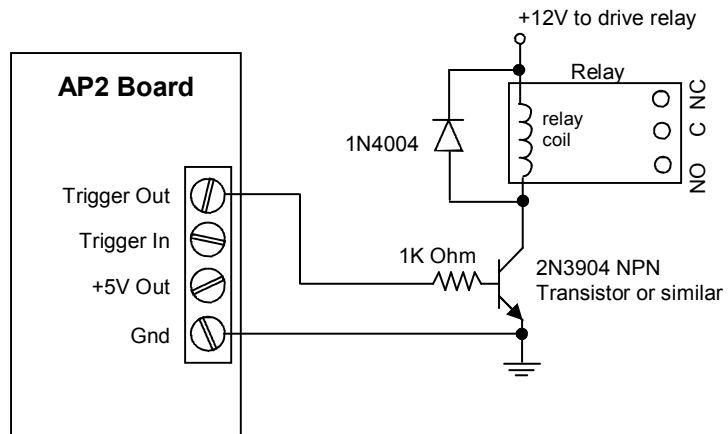 +12V to drive relay
AP2 Board
Relay
NC
C
NO
relay
coil
1N4004
Trigger Out
Trigger In
+5V Out
Gnd
1K Ohm
2N3904 NPN
Transistor or similar